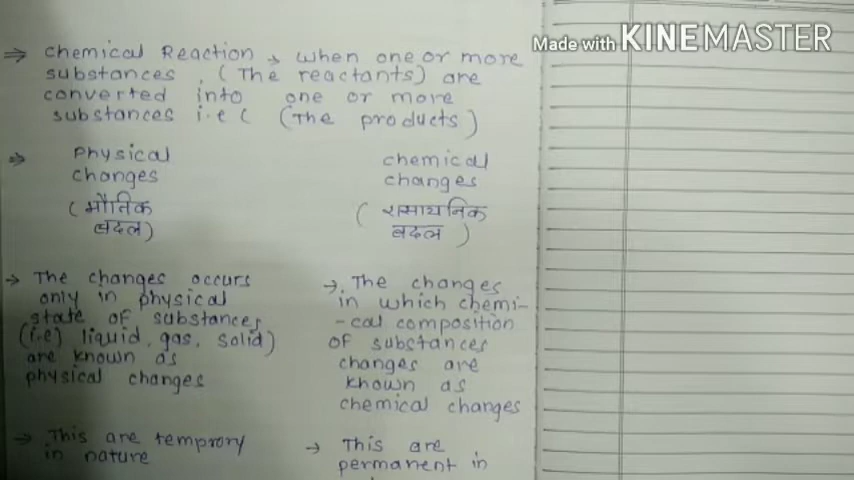 Made with KINEMASTER
⇒ Chemical Reaction → when one or more
substances . (The reactants) are
converted into one or more
substances i.e ( (The products)
⇒ Physical
changes
(भौतिक
बदल)
chemical
changes
(रासायनिक
बदल )
→ The changes occurs
only in physical
state of substances
(i.e) liquid, gas, solid)
are known as
physical changes
→. The changes
in which chemi-
-cal composition
of substances
changes are
known as
chemical changes
→ This are temprory
in nature
→ This are
permanent in